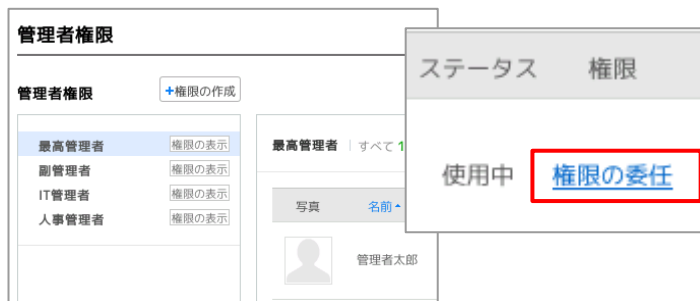 管理者権限
管理者権限
+権限の作成
最高管理者 権限の表示
副管理者 権限の表示
IT管理者 権限の表示
人事管理者 権限の表示
最高管理者 | すべて 1
写真 名前
管理者太郎
ステータス 権限
使用中 権限の委任